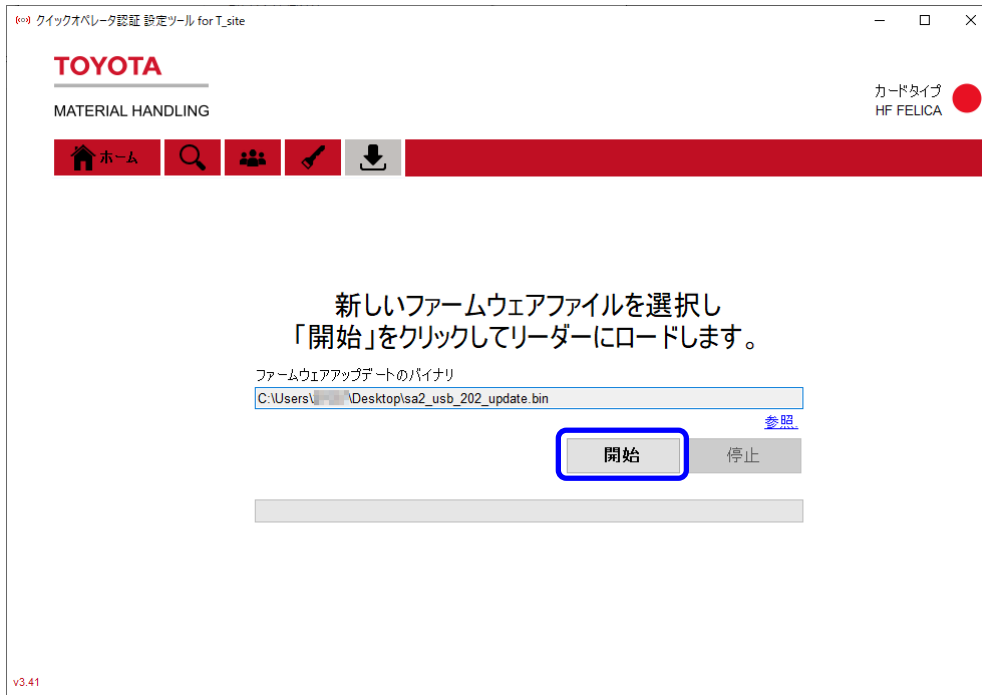 クイックオペレータ認証 設定ツール for T_site
TOYOTA
MATERIAL HANDLING
カードタイプ
HF FELICA
ホーム
新しいファームウェアファイルを選択し
「開始」をクリックしてリーダーにロードします。
ファームウェアアップデートのバイナリ
C:\Users\ \Desktop\sa2_usb_202_update.bin
参照.
開始 停止
v3.41